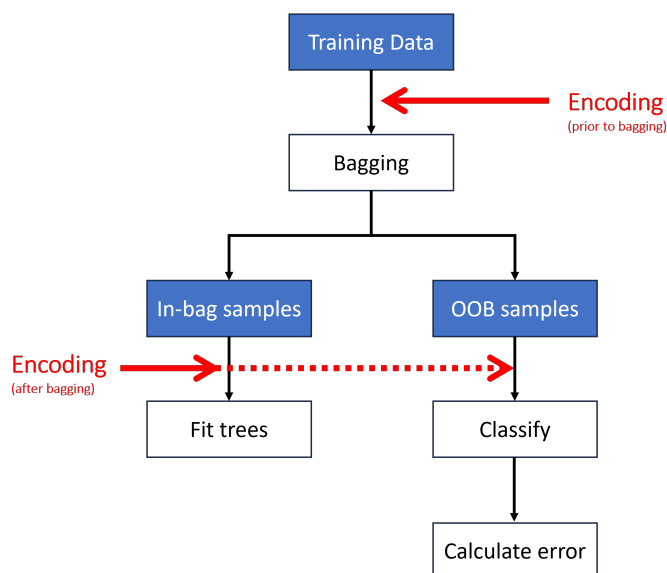 Training Data
Encoding
(prior to bagging)
Bagging
In-bag samples
OOB samples
Encoding
(after bagging)
Fit trees
Classify
Calculate error